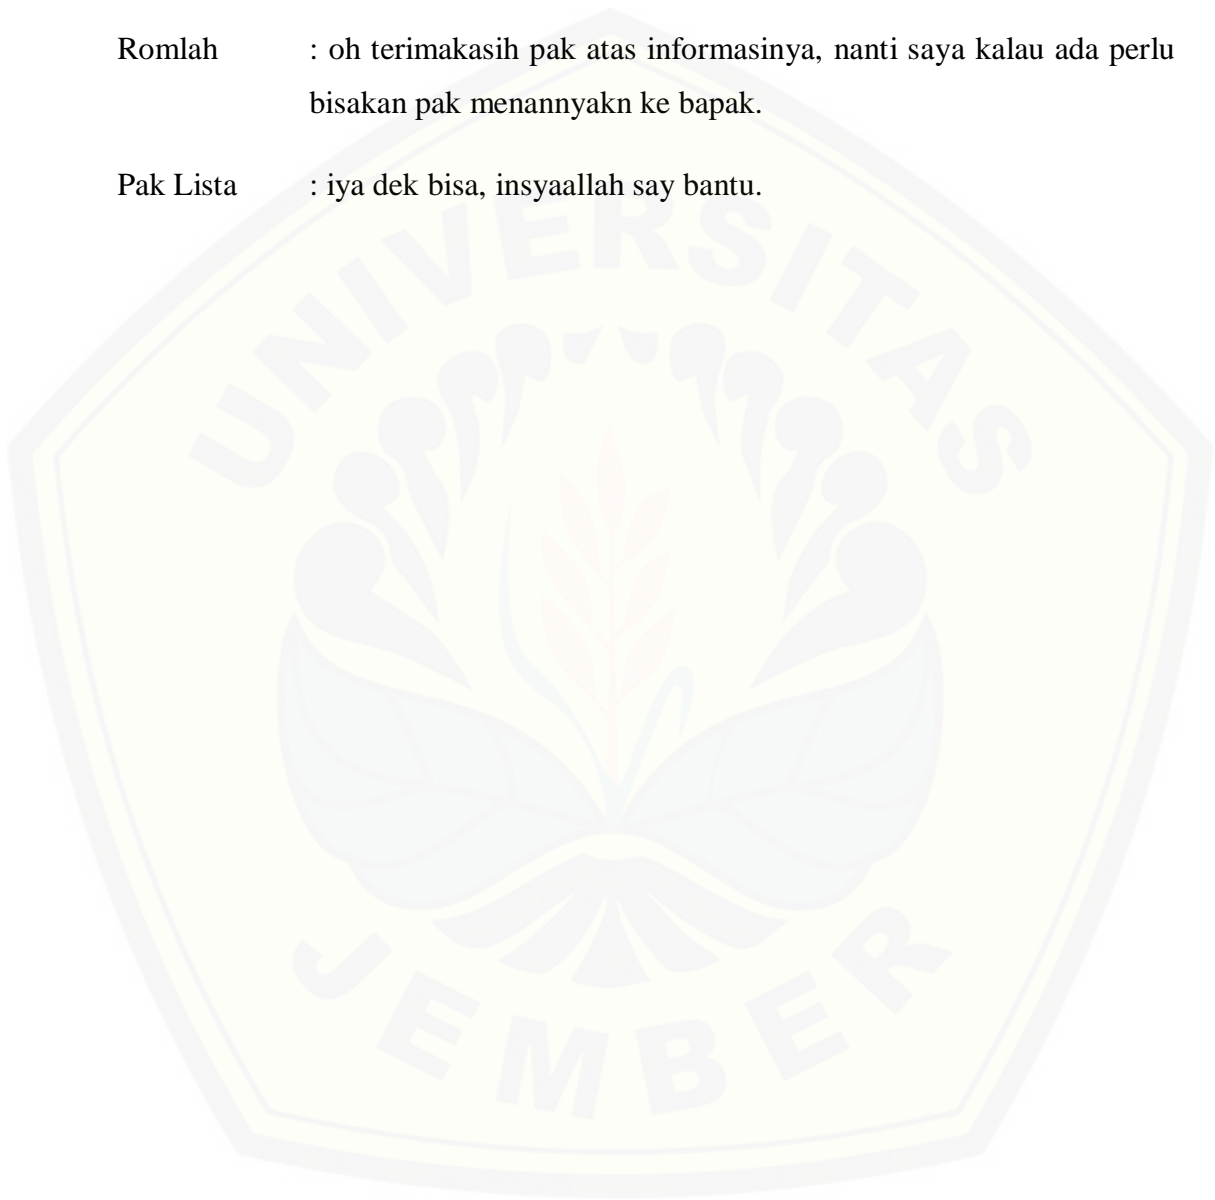 Romlah : oh terimakasih pak atas informasinya, nanti saya kalau ada perlu
bisakan pak menannyakn ke bapak.
Pak Lista : iya dek bisa, insyaallah say bantu.
UNIVERSITAS
JEMBER